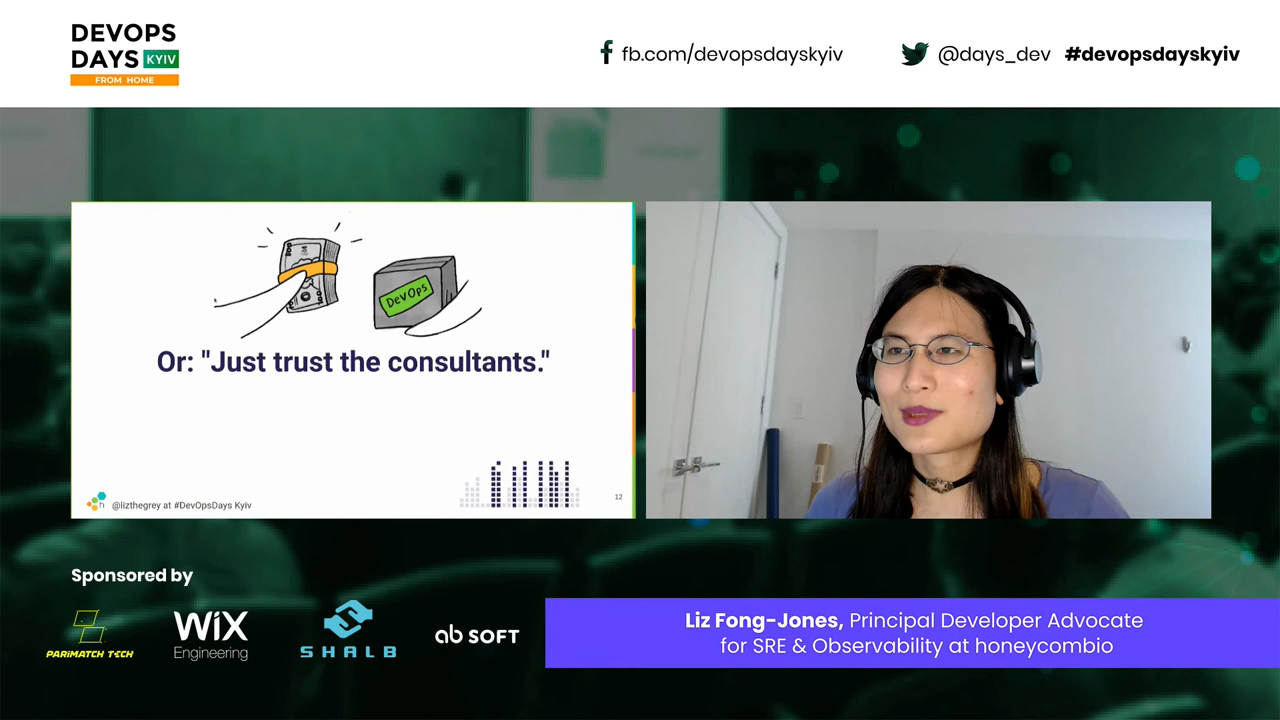 DEVOPS
DAYS KYIV
FROM HOME
fb.com/devopsdayskyiv
@days_dev #devopsdayskyiv
DevOps
Or: "Just trust the consultants."
h @lizthegrey at #DevOpsDays Kyiv
12
Sponsored by
PARIMATCH TECH
WiX
Engineering
SHALB
ab SOFT
Liz Fong-Jones, Principal Developer Advocate
for SRE & Observability at honeycombio